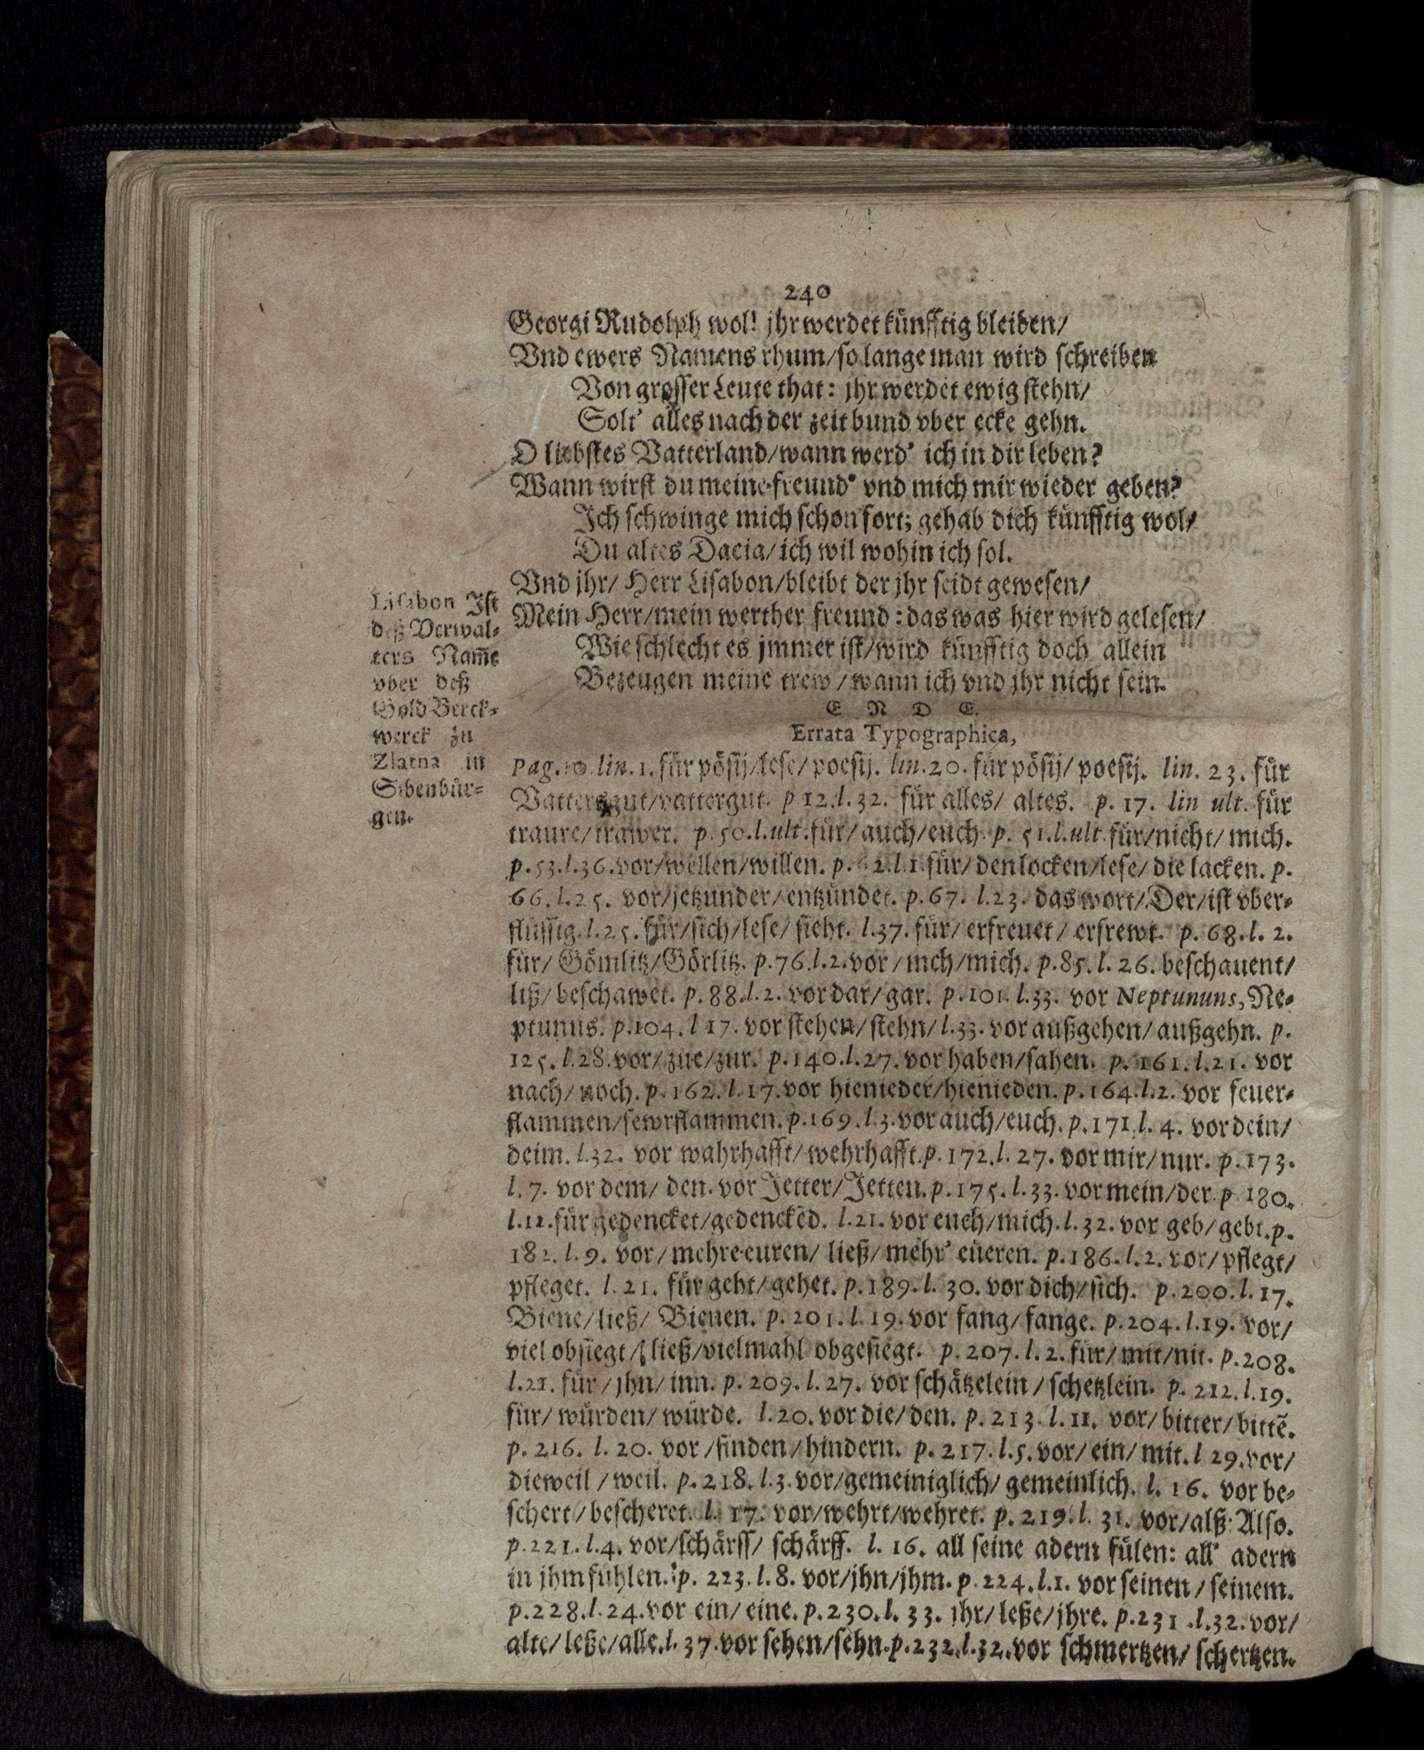 240
Georgi Rudolph wol! jhr werdet künfftig bleiben/
Vnd ewers Namens rhum/so lange man wird schreiben
Von grosser Leute that: jhr werdet ewig stehn/
Solt' alles nach der zeit bund vber ecke gehn.
O liebstes Vatterland/wann werd' ich in dir leben?
Wann wirst du meine freund' vnd mich mir wieder geben?
Ich schwinge mich schon fort; gehab dich künfftig wol/
Du altes Dacia/ich wil wohin ich sol.
Vnd jhr/ Herr Lisabon/bleibt der jhr seidt gewesen/
Mein Herr/mein werther freund: das was hier wird gelesen/
Wie schlecht es jmmer ist/wird künfftig doch allein
Bezeugen meine trew/wann ich vnd jhr nicht sein.
Lisabon Ist
deß Verwal-
ters Nam̃e
vber deß
Gold Berck-
werck zu
Zlatna in
Sibenbür-
gen.
E N D E.
Errata Typographica,
Pag. lin. 1. für pösij/lese/poesij. lin. 20. für pösij/ poesij. lin. 23. für
Vattersgut/vattergut. p 12. l. 32. für alles/ altes. p. 17. lin ult. für
traure/trawer. p. 50. l. ult. für/auch/euch. p. 51. l. ult. für/nicht/ mich.
p. 53. l. 36. vor/wellen/willen. p. l. 1. für/den locken/lese/ die lacken. p.
66. l. 25. vor/jetzunder/entzündet. p. 67. l. 23. das wort/Der/ist vber-
flüssig. l. 25. für/sich/lese/ sieht. l. 37. für/ erfreuet/ erfrewt. p. 68. l. 2.
für/ Gömlitz/Görlitz. p. 76. l. 2. vor/mch/mich. p. 85. l. 26. beschauent/
liß/ beschawet. p. 88. l. 2. vor dar/ gar. p. 101. l. 33. vor Neptununs, Ne-
ptunus. p. 104. l 17. vor stehen/stehn/ l. 33. vor außgehen/außgehn. p.
125. l. 28. vor/zue/zur. p. 140. l. 27. vor haben/sahen. p. 161. l. 21. vor
nach/ noch. p. 162. l. 17. vor hienieder/hienieden. p. 164. l. 2. vor feuer-
flammen/fewrflammen. p. 169. l. 3. vor auch/euch. p. 171. l. 4. vor dein/
deim. l. 32. vor wahrhafft/wehrhafft. p. 172. l. 27. vor mir/nur. p. 173.
l. 7. vor dem/ den. vor Jetter/Jetten. p. 175. l. 33. vor mein/der. p 180.
l. 12. für gedencket/gedencked. l. 21. vor euch/mich. l. 32. vor geb/ gebt. p.
182. l. 9. vor/ mehre euren/ ließ/ mehr' eueren. p. 186. l. 2. vor/ pflegt/
pfleget. l. 21. für geht/gehet. p. 189. l. 30. vor dich/sich. p. 200. l. 17.
Biene/ließ/ Bienen. p. 201. l. 19. vor fang/fange. p. 204. l. 19. vor/
viel obsiegt/ließ/vielmahl obgesiegt. p. 207. l. 2. für/ mit/nit. p. 208.
l. 21. für/jhn/inn. p. 209. l. 27. vor schätzelein/schetzlein. p. 212. l. 19.
für/ würden/ würde. l. 20. vor die/den. p. 213. l. 11. vor/ bitter/ bittẽ.
p. 216. l. 20. vor/finden/hindern. p. 217. l. 5. vor/ ein/ mit. l 29. vor/
dieweil/weil. p. 218. l. 3. vor/gemeiniglich/ gemeinlich. l. 16. vor be-
schert/bescheret. l. 17. vor/wehrt/wehret. p. 219. l. 31. vor/alß: Also.
p. 221. l. 4. vor/schärff/ schärff. l. 16. all seine adern fülen: all' adern
in jhm fühlen. p. 223. l. 8. vor/jhn/jhm. p. 224. l. 1. vor seinen/ seinem.
p. 228. l. 24. vor ein/ eine. p. 230. l. 33. jhr/leße/jhre. p. 231. l. 32. vor/
alte/leße/alle. l. 37. vor sehen/sehn. p. 232. l. 32. vor schmertzen/ schertzen.